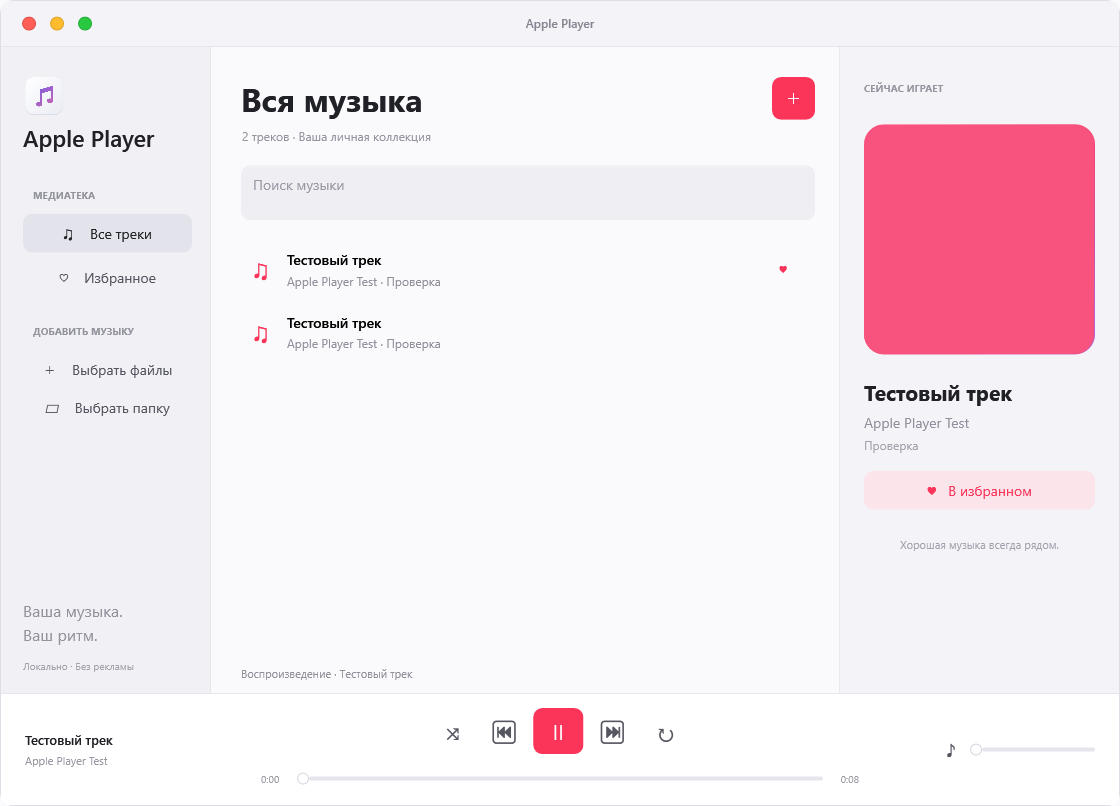 Apple Player
Apple Player
МЕДИАТЕКА
Все треки
Избранное
ДОБАВИТЬ МУЗЫКУ
+ Выбрать файлы
Выбрать папку
Ваша музыка.
Ваш ритм.
Локально · Без рекламы
Вся музыка
+
2 треков · Ваша личная коллекция
Поиск музыки
Тестовый трек
Apple Player Test · Проверка
Тестовый трек
Apple Player Test · Проверка
Воспроизведение · Тестовый трек
СЕЙЧАС ИГРАЕТ
Тестовый трек
Apple Player Test
Проверка
В избранном
Хорошая музыка всегда рядом.
Тестовый трек
Apple Player Test
0:00
0:08